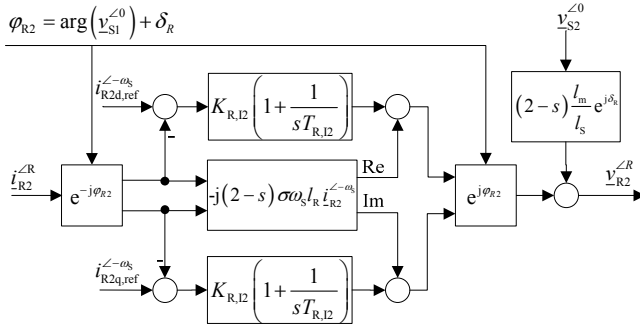 φ_R2 = arg(v_S1^∠0) + δ_R
v_S2^∠0
i_R2d,ref^∠-ω_S
K_R,I2 (1 + 1/(sT_R,I2))
(2-s) l_m/l_S e^jδ_R
-
Re
i_R2^∠R
e^-jφ_R2
-j(2-s)σω_S l_R i_R2^∠-ω_S
e^jφ_R2
v_R2^∠R
Im
-
i_R2q,ref^∠-ω_S
K_R,I2 (1 + 1/(sT_R,I2))